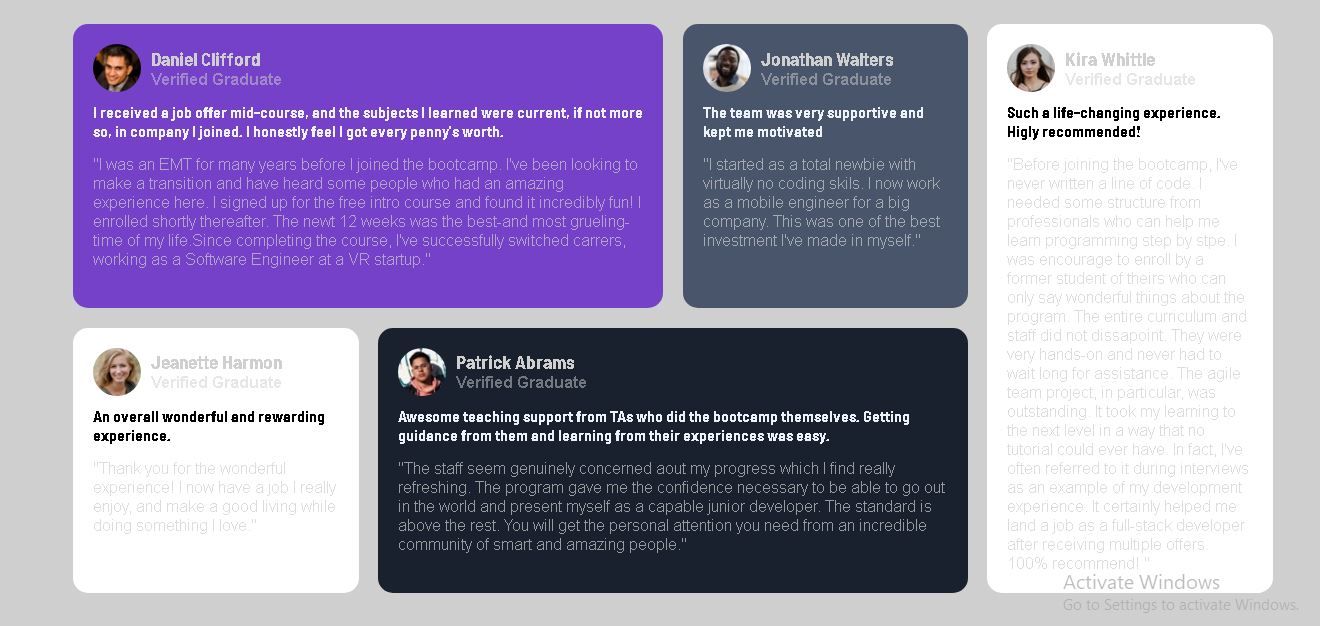 Daniel Clifford
Verified Graduate
I received a job offer mid-course, and the subjects I learned were current, if not more
so, in company I joined. I honestly feel I got every penny's worth.
"I was an EMT for many years before I joined the bootcamp. I've been looking to
make a transition and have heard some people who had an amazing
experience here. I signed up for the free intro course and found it incredibly fun! I
enrolled shortly thereafter. The newt 12 weeks was the best-and most grueling-
time of my life.Since completing the course, I've successfully switched carrers,
working as a Software Engineer at a VR startup."
Jonathan Walters
Verified Graduate
The team was very supportive and
kept me motivated
"I started as a total newbie with
virtually no coding skils. I now work
as a mobile engineer for a big
company. This was one of the best
investment I've made in myself."
Kira Whittle
Verified Graduate
Such a life-changing experience.
Higly recommended!
"Before joining the bootcamp, I've
never written a line of code. I
needed some structure from
professionals who can help me
learn programming step by stpe. I
was encourage to enroll by a
former student of theirs who can
only say wonderful things about the
program. The entire curriculum and
staff did not dissapoint. They were
very hands-on and never had to
wait long for assistance. The agile
team project, in particular, was
outstanding. It took my learning to
the next level in a way that no
tutorial could ever have. In fact, I've
often referred to it during interviews
as an example of my development
experience. It certainly helped me
land a job as a full-stack developer
after receiving multiple offers.
100% recommend! "
Jeanette Harmon
Verified Graduate
An overall wonderful and rewarding
experience.
"Thank you for the wonderful
experience! I now have a job I really
enjoy, and make a good living while
doing something I love."
Patrick Abrams
Verified Graduate
Awesome teaching support from TAs who did the bootcamp themselves. Getting
guidance from them and learning from their experiences was easy.
"The staff seem genuinely concerned aout my progress which I find really
refreshing. The program gave me the confidence necessary to be able to go out
in the world and present myself as a capable junior developer. The standard is
above the rest. You will get the personal attention you need from an incredible
community of smart and amazing people."
Activate Windows
Go to Settings to activate Windows.